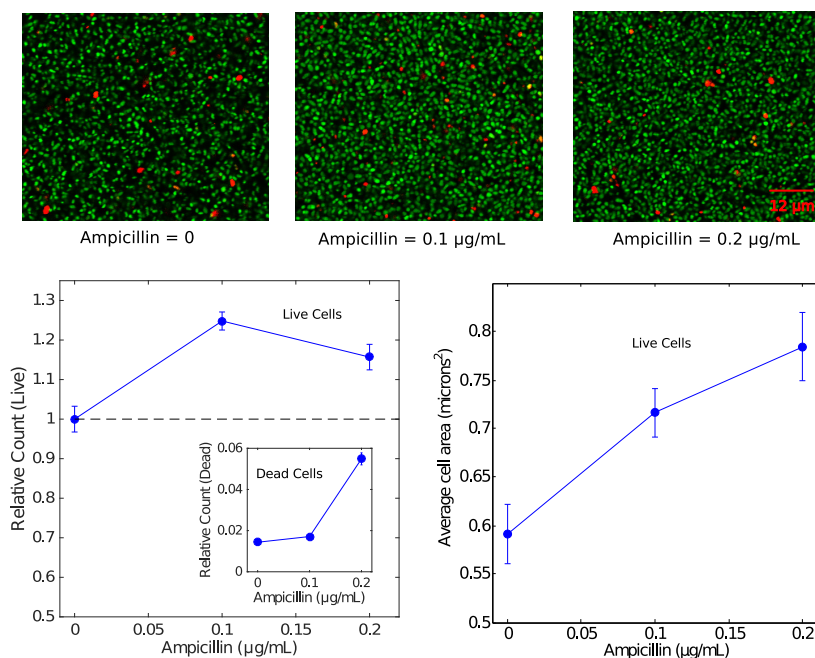 12 µm
Ampicillin = 0
Ampicillin = 0.1 µg/mL
Ampicillin = 0.2 µg/mL
1.3
1.2
1.1
1
0.9
0.8
0.7
0.6
0.5
Relative Count (Live)
Live Cells
0
0.05
0.1
0.15
0.2
Ampicillin (µg/mL)
0.06
0.04
0.02
0
Relative Count (Dead)
Dead Cells
0
0.1
0.2
Ampicillin (µg/mL)
0,8
0.75
0.7
0.65
0.6
0.55
0.5
Average cell area (microns²)
Live Cells
0
0.05
0.1
0.15
0.2
Ampicillin (µg/mL)